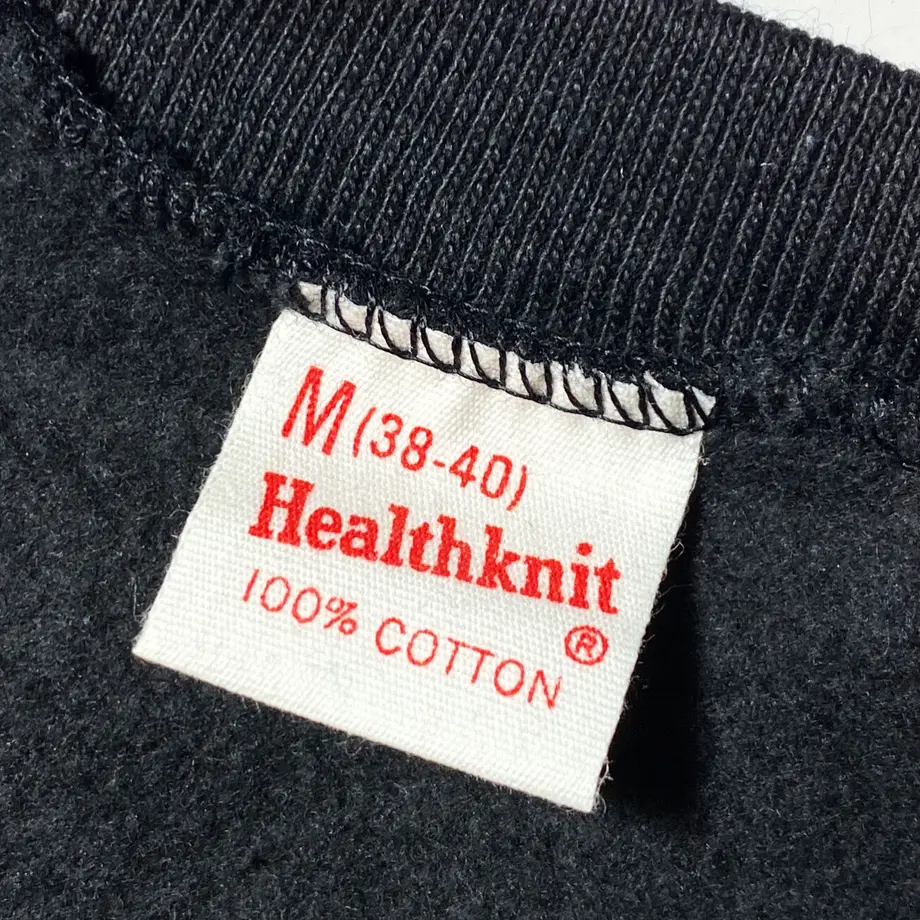 M (38-40)
Healthknit®
100% COTTON